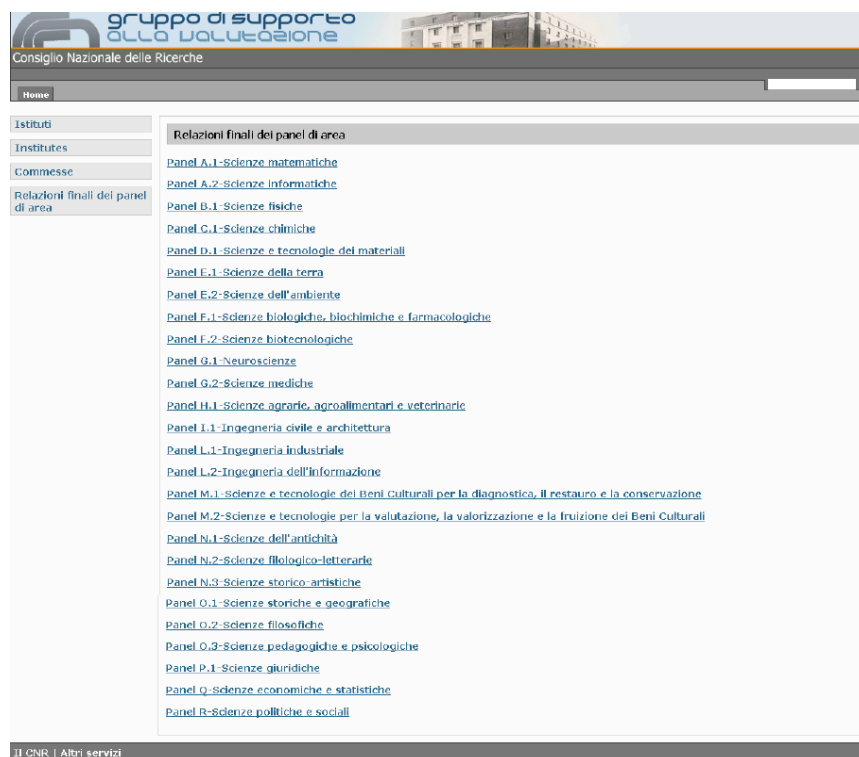 gruppo di supporto
alla valutazione
Consiglio Nazionale delle Ricerche
Home
Istituti
Institutes
Commesse
Relazioni finali dei panel
di area
Relazioni finali dei panel di area
Panel A.1-Scienze matematiche
Panel A.2-Scienze informatiche
Panel B.1-Scienze fisiche
Panel C.1-Scienze chimiche
Panel D.1-Scienze e tecnologie dei materiali
Panel E.1-Scienze della terra
Panel E.2-Scienze dell'ambiente
Panel F.1-Scienze biologiche, biochimiche e farmacologiche
Panel F.2-Scienze biotecnologiche
Panel G.1-Neuroscienze
Panel G.2-Scienze mediche
Panel H.1-Scienze agrarie, agroalimentari e veterinarie
Panel I.1-Ingegneria civile e architettura
Panel L.1-Ingegneria industriale
Panel L.2-Ingegneria dell'informazione
Panel M.1-Scienze e tecnologie dei Beni Culturali per la diagnostica, il restauro e la conservazione
Panel M.2-Scienze e tecnologie per la valutazione, la valorizzazione e la fruizione dei Beni Culturali
Panel N.1-Scienze dell'antichità
Panel N.2-Scienze filologico-letterarie
Panel N.3-Scienze storico-artistiche
Panel O.1-Scienze storiche e geografiche
Panel O.2-Scienze filosofiche
Panel O.3-Scienze pedagogiche e psicologiche
Panel P.1-Scienze giuridiche
Panel Q-Scienze economiche e statistiche
Panel R-Scienze politiche e sociali
Il CNR | Altri servizi